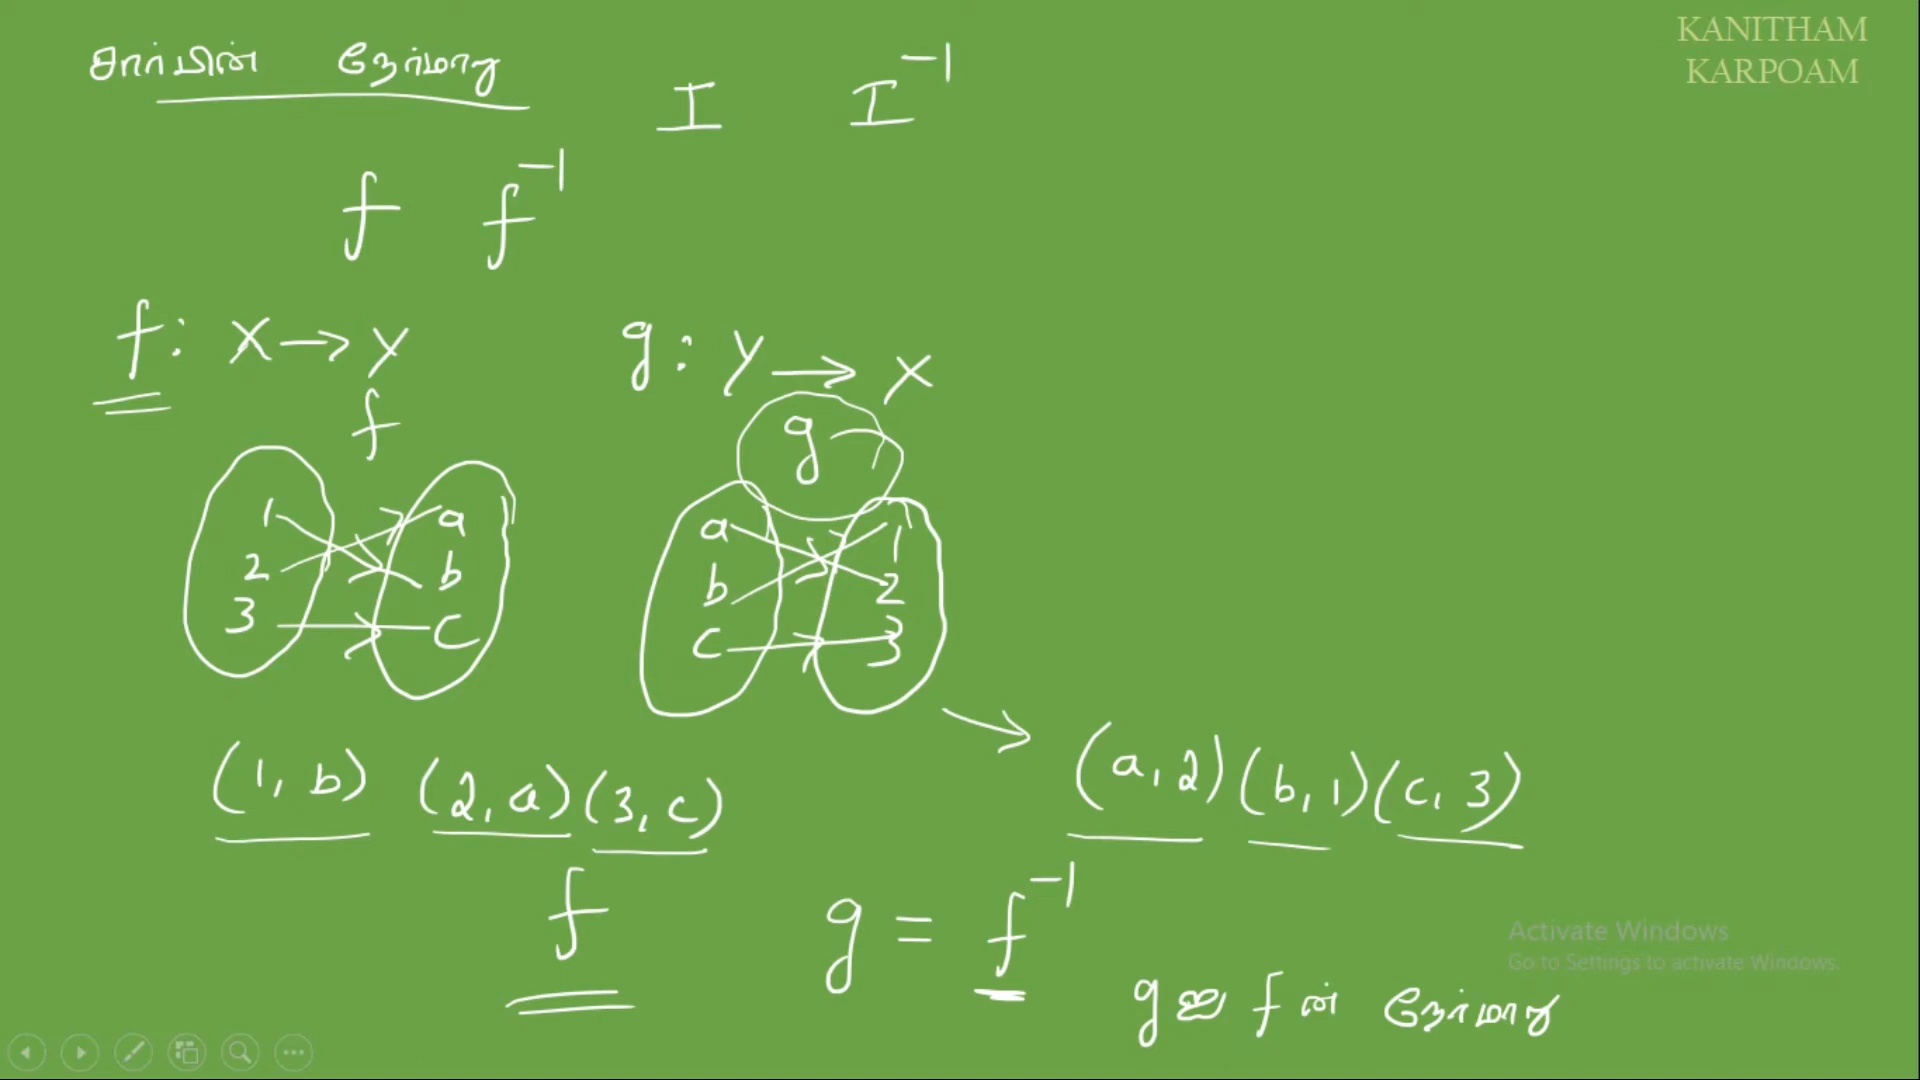 சார்பின் நேர்மாறு
I I⁻¹
KANITHAM
KARPOAM
f f⁻¹
f: X → Y
g: Y → X
f
1 a
2 b
3 c
g
a 1
b 2
c 3
(1, b) (2, a) (3, c)
(a, 2) (b, 1) (c, 3)
f
g = f⁻¹
Activate Windows
Go to Settings to activate Windows.
g ஐ f ன் நேர்மாறு